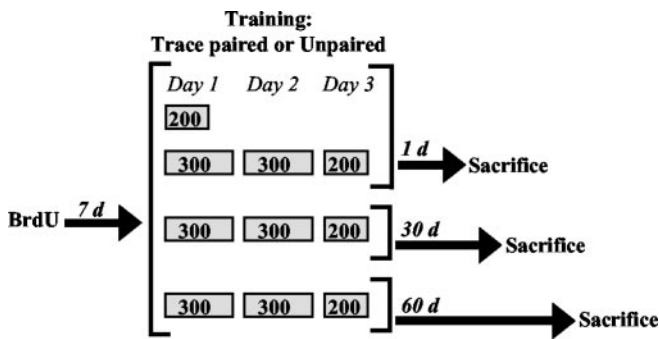 Training:
Trace paired or Unpaired
Day 1 Day 2 Day 3
200
300 300 200 1 d Sacrifice
BrdU 7 d 300 300 200 30 d Sacrifice
300 300 200 60 d Sacrifice